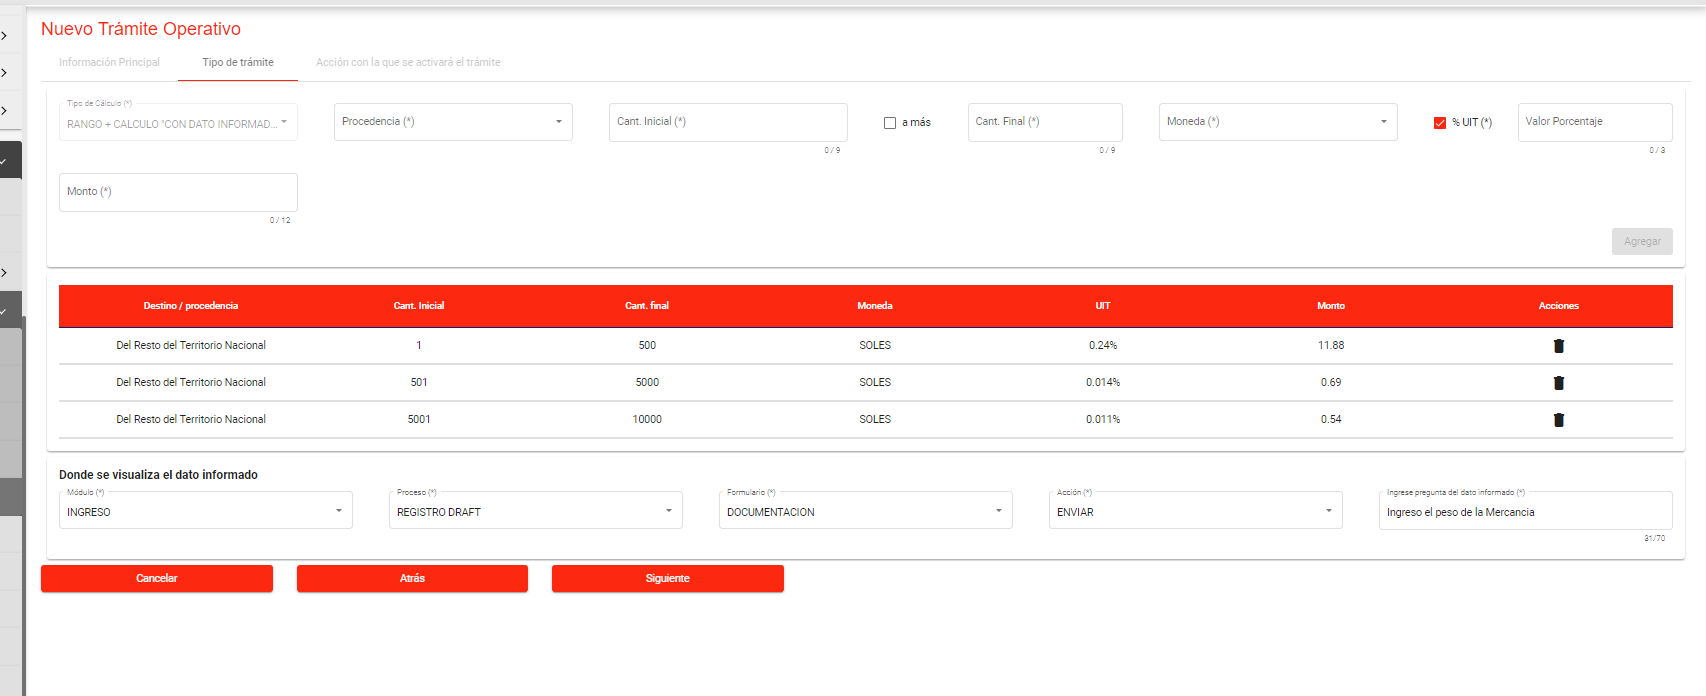 Nuevo Trámite Operativo
Información Principal
Tipo de trámite
Acción con la que se activará el trámite
Tipo de Cálculo (*)
RANGO + CALCULO "CON DATO INFORMAD...
Procedencia (*)
Cant. Inicial (*)
0 / 9
a más
Cant. Final (*)
0 / 9
Moneda (*)
% UIT (*)
Valor Porcentaje
0 / 3
Monto (*)
0 / 12
Agregar
Destino / procedencia Cant. Inicial Cant. final Moneda UIT Monto Acciones
Del Resto del Territorio Nacional 1 500 SOLES 0.24% 11.88
Del Resto del Territorio Nacional 501 5000 SOLES 0.014% 0.69
Del Resto del Territorio Nacional 5001 10000 SOLES 0.011% 0.54
Donde se visualiza el dato informado
Módulo (*)
INGRESO
Proceso (*)
REGISTRO DRAFT
Formulario (*)
DOCUMENTACION
Acción (*)
ENVIAR
Ingrese pregunta del dato informado (*)
Ingreso el peso de la Mercancia
31/70
Cancelar
Atrás
Siguiente